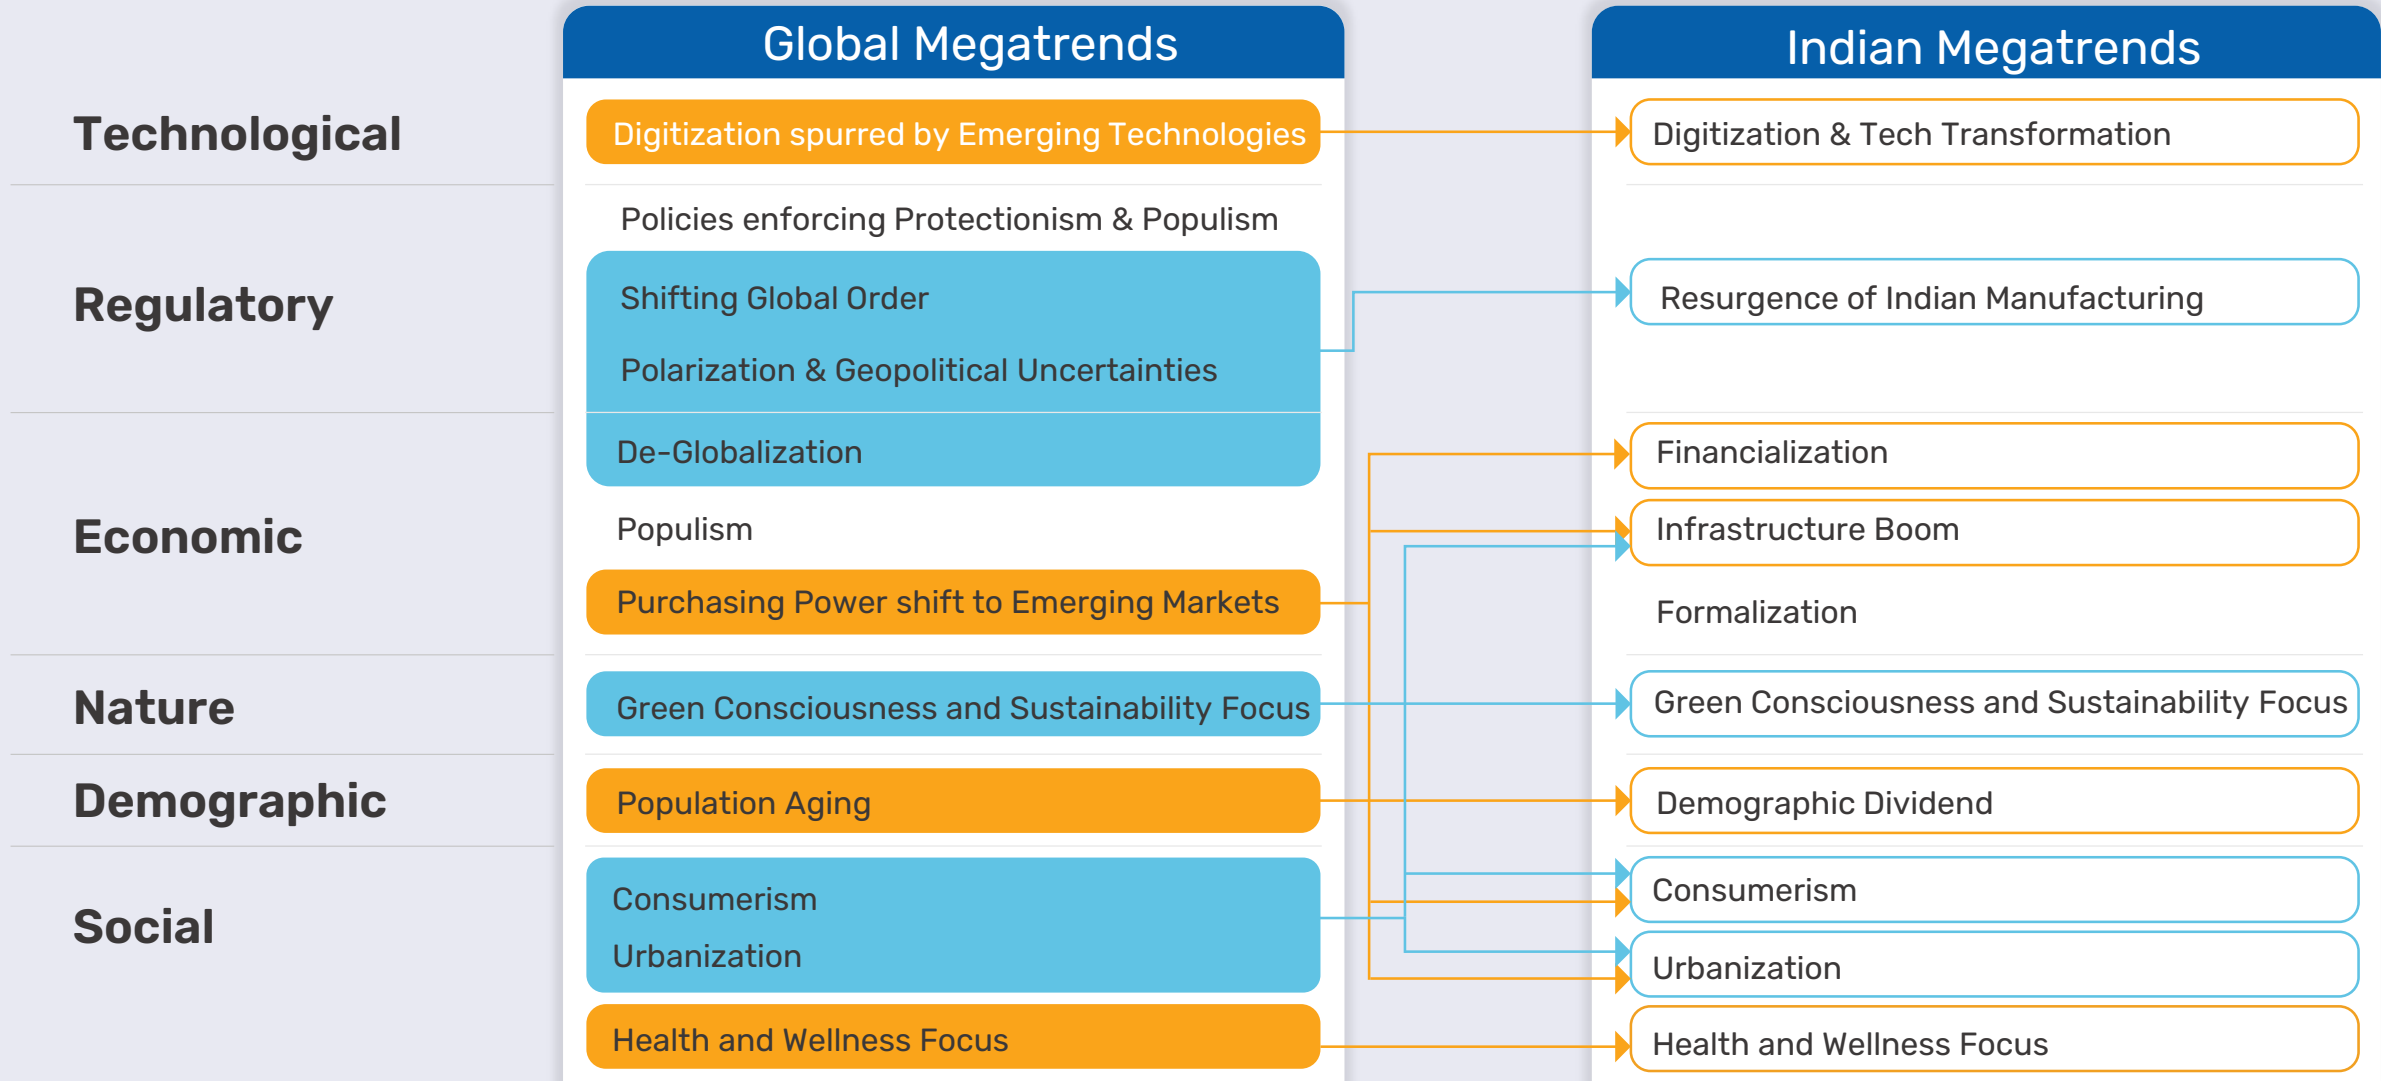 Global Megatrends
Indian Megatrends
Technological
Digitization spurred by Emerging Technologies
Digitization & Tech Transformation
Regulatory
Policies enforcing Protectionism & Populism
Shifting Global Order
Polarization & Geopolitical Uncertainties
Resurgence of Indian Manufacturing
Economic
De-Globalization
Populism
Purchasing Power shift to Emerging Markets
Financialization
Infrastructure Boom
Formalization
Nature
Green Consciousness and Sustainability Focus
Green Consciousness and Sustainability Focus
Demographic
Population Aging
Demographic Dividend
Social
Consumerism
Urbanization
Health and Wellness Focus
Consumerism
Urbanization
Health and Wellness Focus